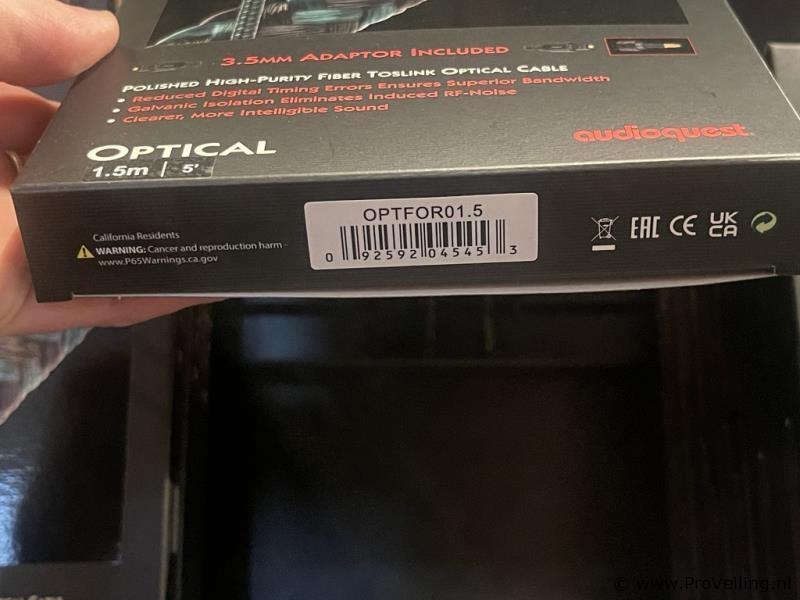 3.5mm Adaptor Included
Polished High-Purity Fiber Toslink Optical Cable
• Reduced Digital Timing Errors Ensures Superior Bandwidth
• Galvanic Isolation Eliminates Induced RF-Noise
• Clearer, More Intelligible Sound
audioquest
Optical
1.5m | 5'
OPTFOR01.5
0 92592 04545 3
California Residents
WARNING: Cancer and reproduction harm -
www.P65Warnings.ca.gov
EAC CE UK CA
© www.ProVeiling.nl